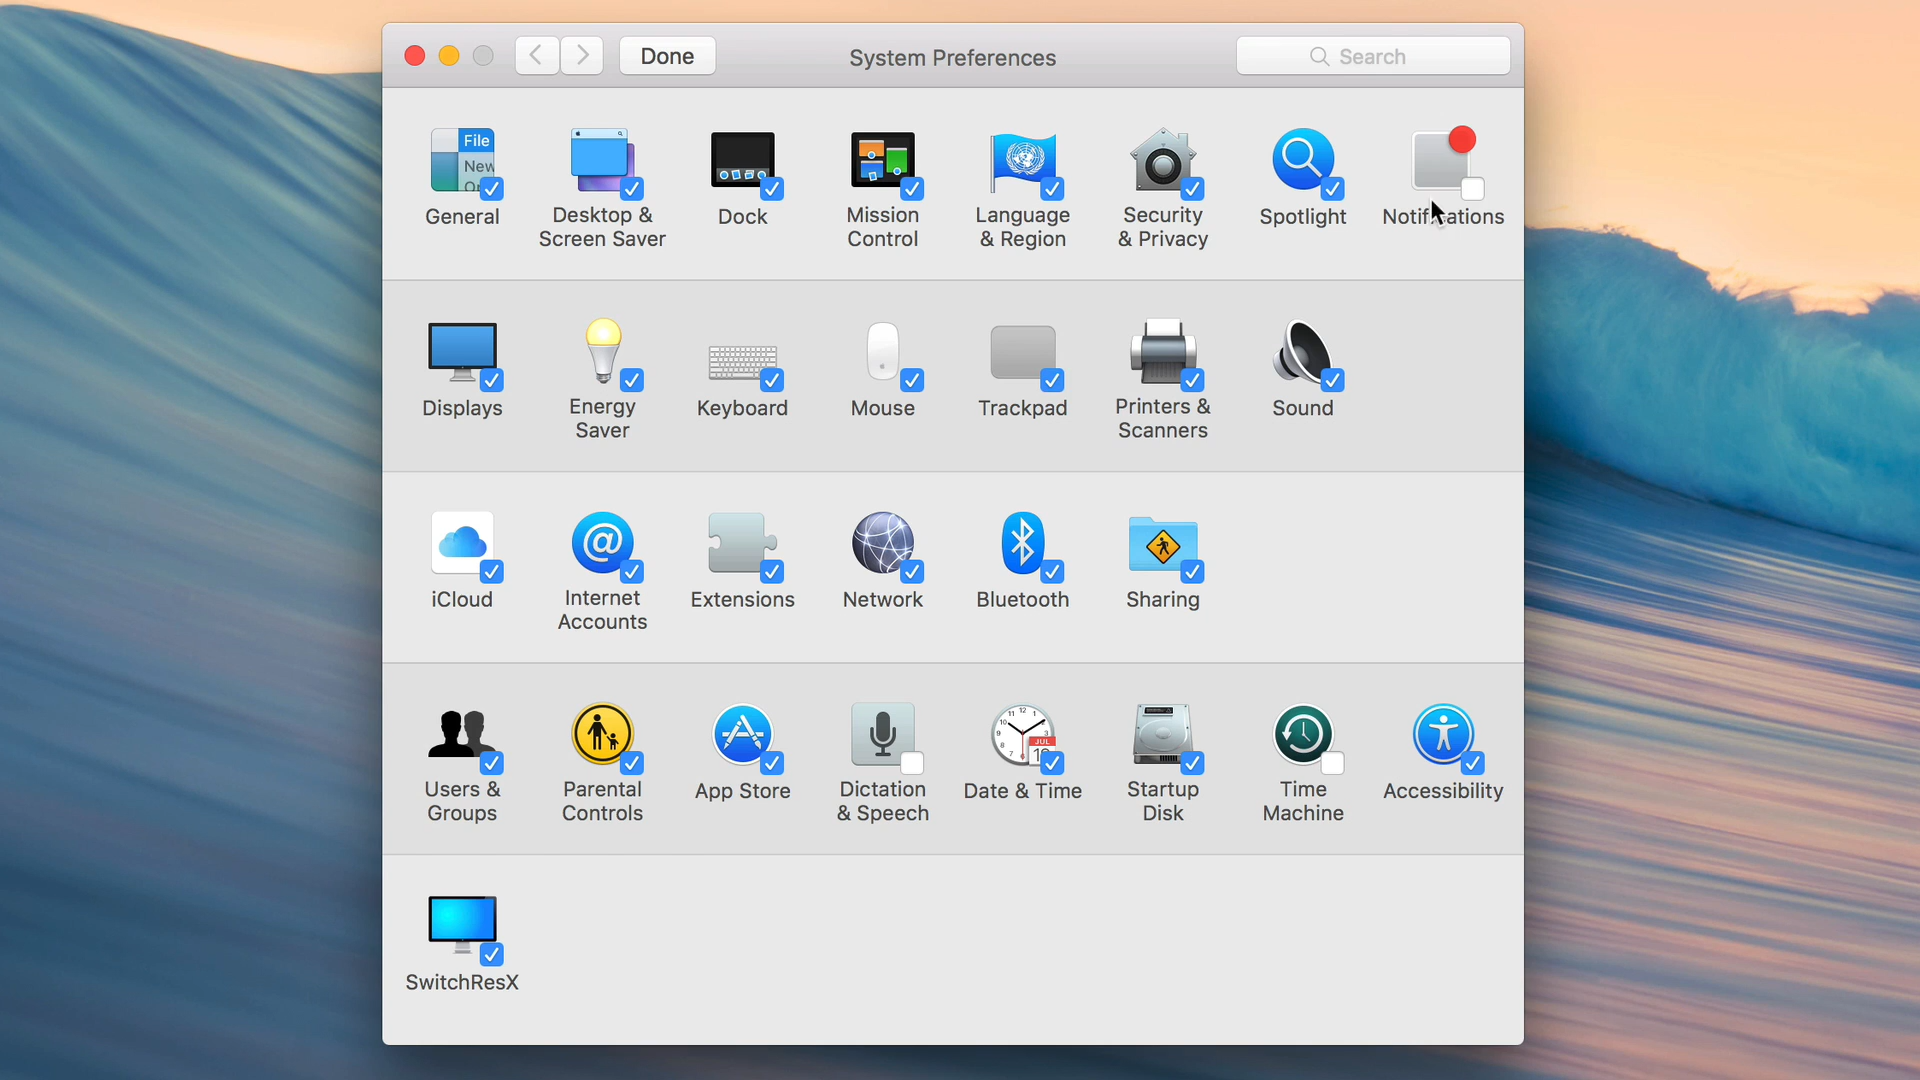 Done
System Preferences
Search
File
New
General
Desktop &
Screen Saver
Dock
Mission
Control
Language
& Region
Security
& Privacy
Spotlight
Notifications
Displays
Energy
Saver
Keyboard
Mouse
Trackpad
Printers &
Scanners
Sound
iCloud
@
Internet
Accounts
Extensions
Network
Bluetooth
Sharing
Users &
Groups
Parental
Controls
App Store
Dictation
& Speech
JUL
Date & Time
Startup
Disk
Time
Machine
Accessibility
SwitchResX